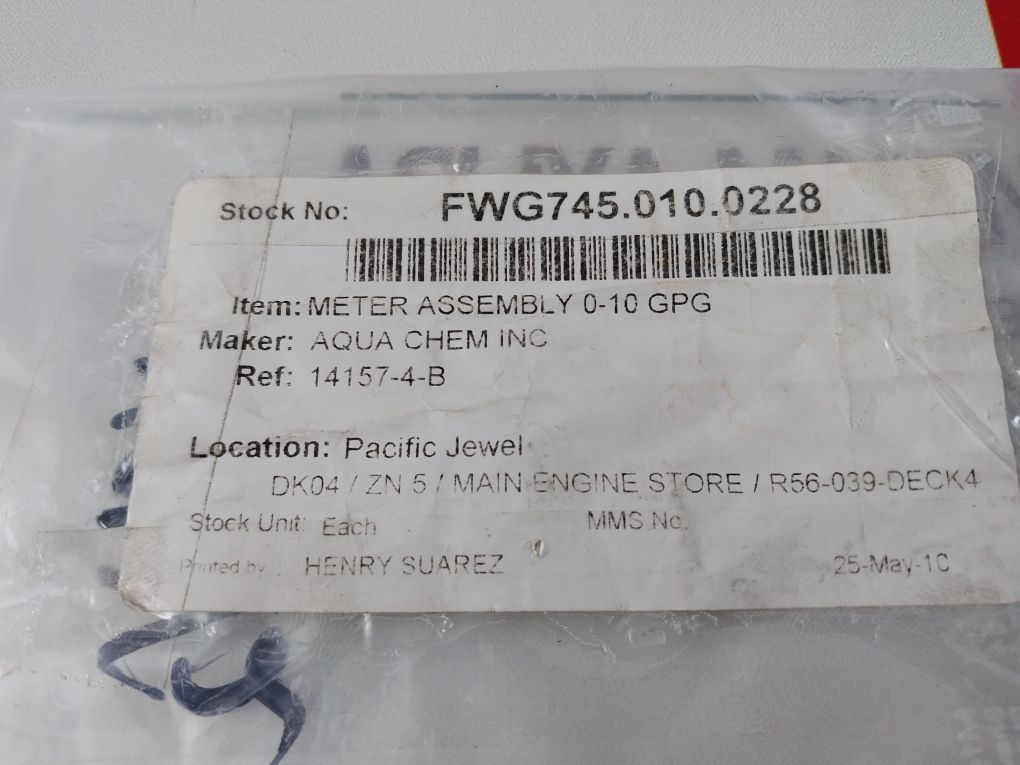 Stock No: FWG745.010.0228
Item: METER ASSEMBLY 0-10 GPG
Maker: AQUA CHEM INC
Ref: 14157-4-B
Location: Pacific Jewel
DK04 / ZN 5 / MAIN ENGINE STORE / R56-039-DECK4
Stock Unit: Each MMS No.
Printed by: HENRY SUAREZ 25-May-10